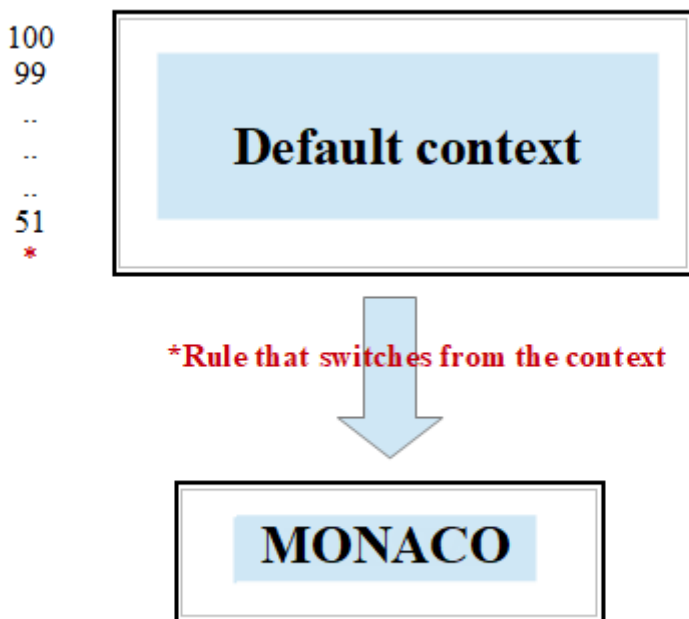 100
99
--
--
--
51
*
Default context
*Rule that switches from the context
MONACO